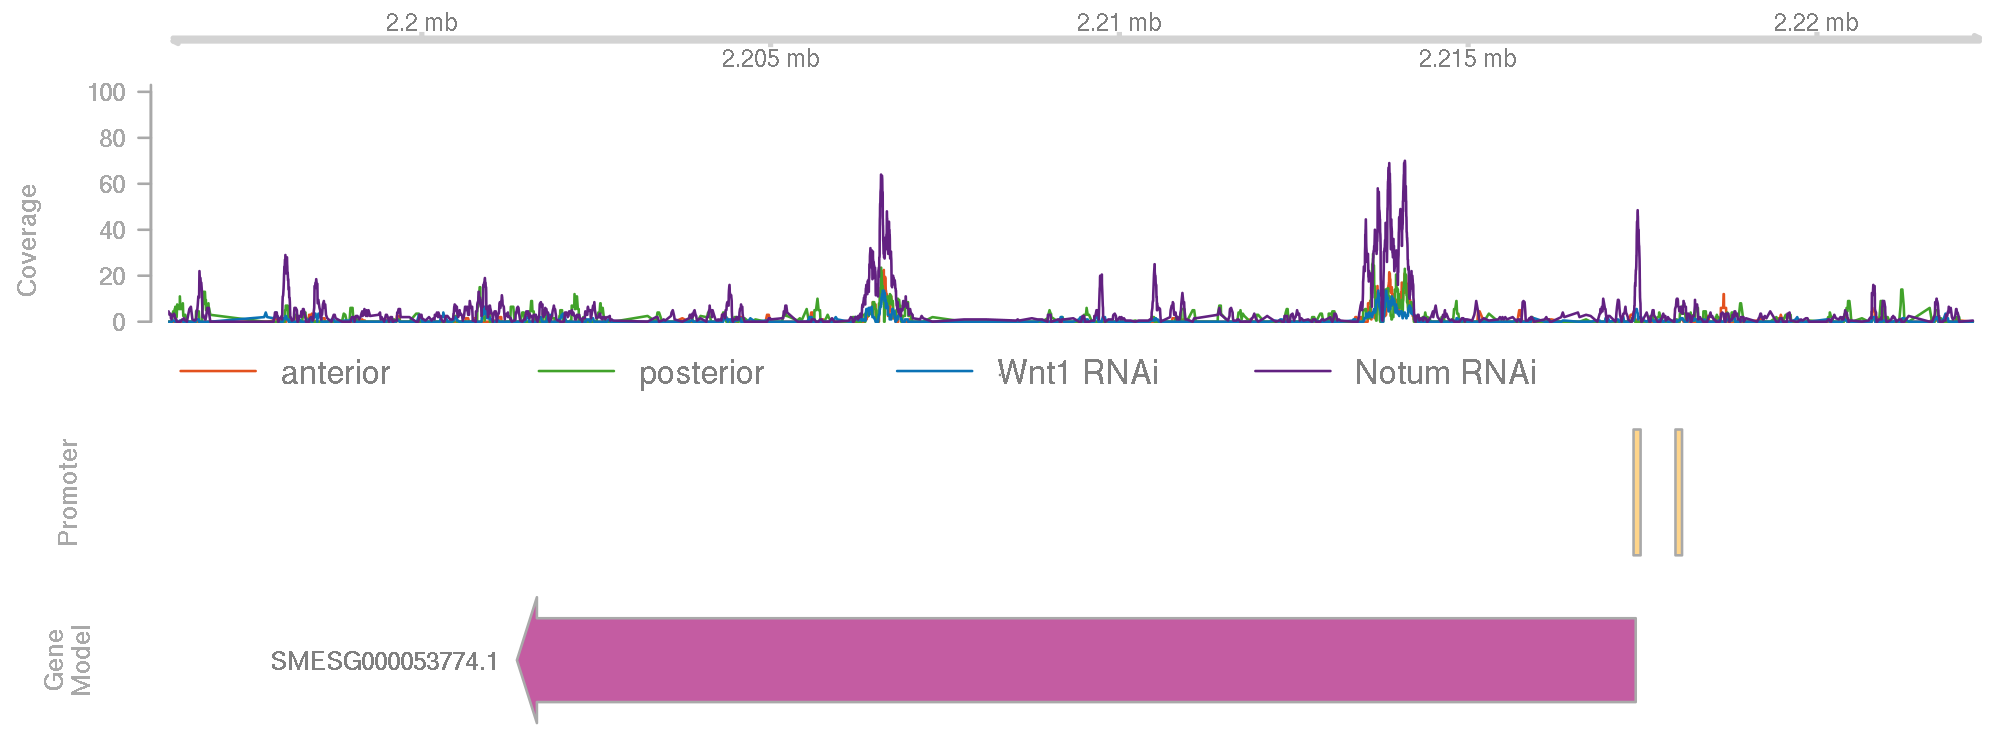 2.2 mb 2.21 mb 2.22 mb
2.205 mb 2.215 mb
Coverage
100
80
60
40
20
0
anterior posterior Wnt1 RNAi Notum RNAi
Promoter
Gene
Model
SMESG000053774.1